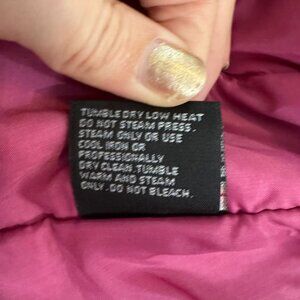 TUMBLE DRY LOW HEAT
DO NOT STEAM PRESS.
STEAM ONLY OR USE
COOL IRON OR
PROFESSIONALLY
DRY CLEAN. TUMBLE
WARM AND STEAM
ONLY. DO NOT BLEACH.